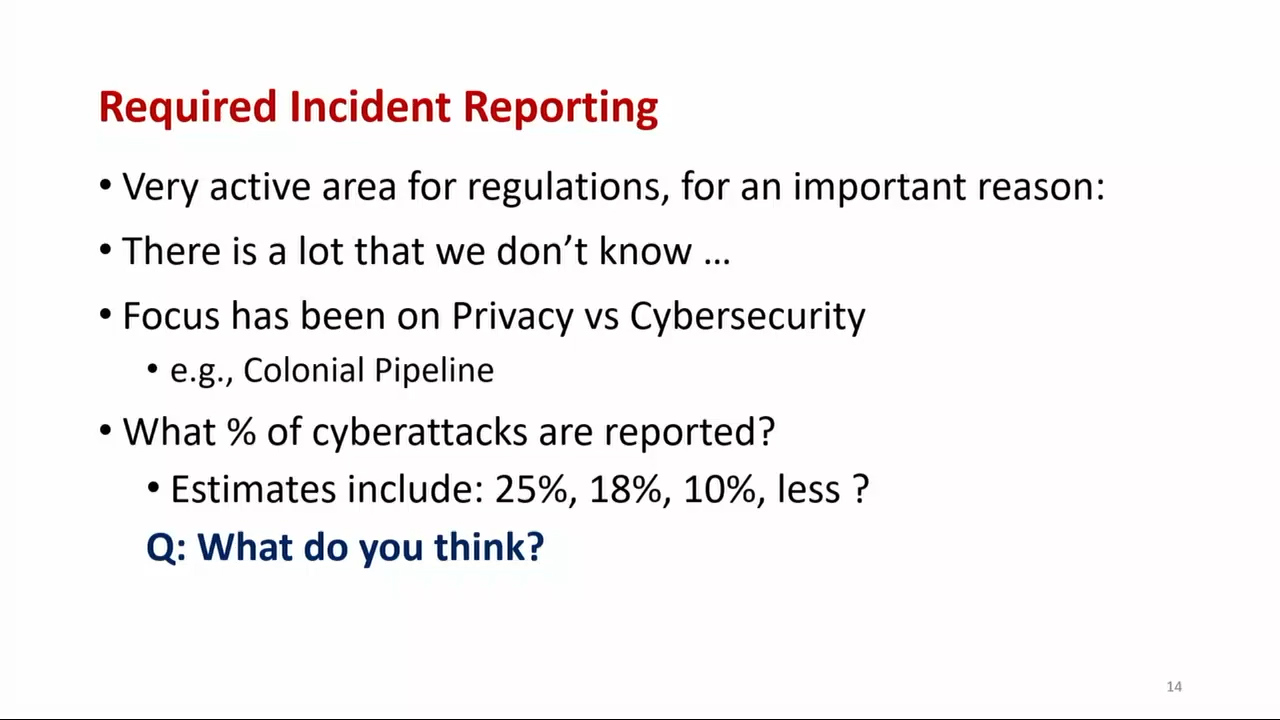 Required Incident Reporting
• Very active area for regulations, for an important reason:
• There is a lot that we don’t know …
• Focus has been on Privacy vs Cybersecurity
• e.g., Colonial Pipeline
• What % of cyberattacks are reported?
• Estimates include: 25%, 18%, 10%, less ?
Q: What do you think?
14